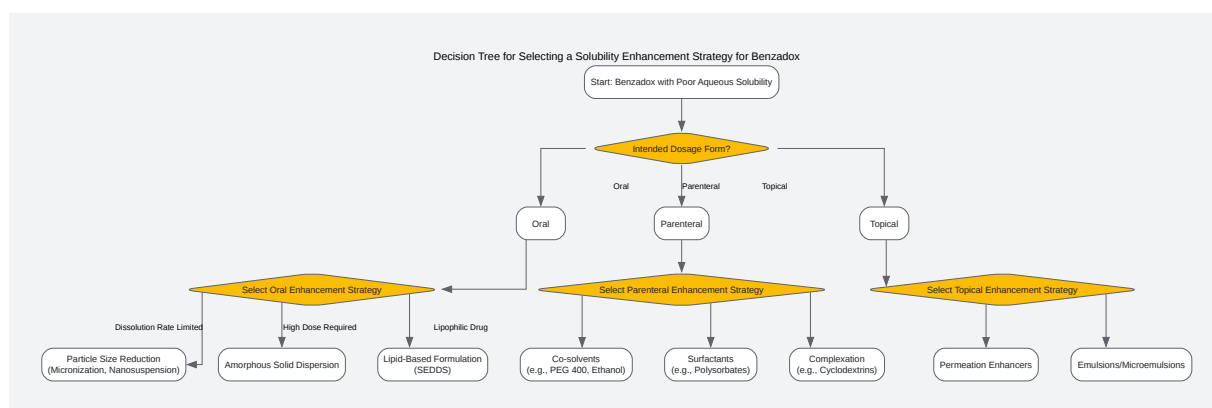 Decision Tree for Selecting a Solubility Enhancement Strategy for Benzadox
Start: Benzadox with Poor Aqueous Solubility
Intended Dosage Form?
Oral
Parenteral
Topical
Oral
Parenteral
Topical
Select Oral Enhancement Strategy
Select Parenteral Enhancement Strategy
Select Topical Enhancement Strategy
Dissolution Rate Limited
High Dose Required
Lipophilic Drug
Particle Size Reduction
(Micronization, Nanosuspension)
Amorphous Solid Dispersion
Lipid-Based Formulation
(SEDDS)
Co-solvents
(e.g., PEG 400, Ethanol)
Surfactants
(e.g., Polysorbates)
Complexation
(e.g., Cyclodextrins)
Permeation Enhancers
Emulsions/Microemulsions